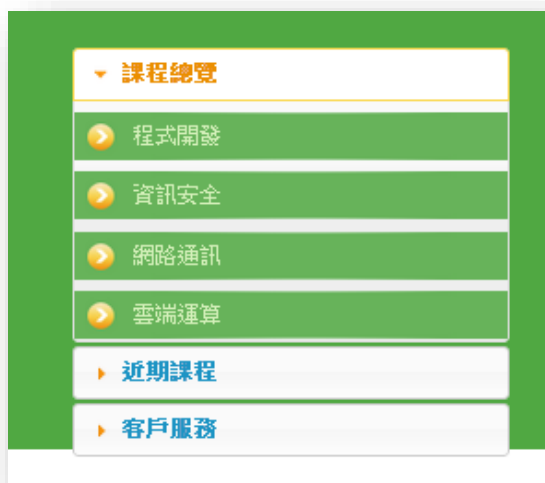 課程總覽
程式開發
資訊安全
網路通訊
雲端運算
近期課程
客戶服務